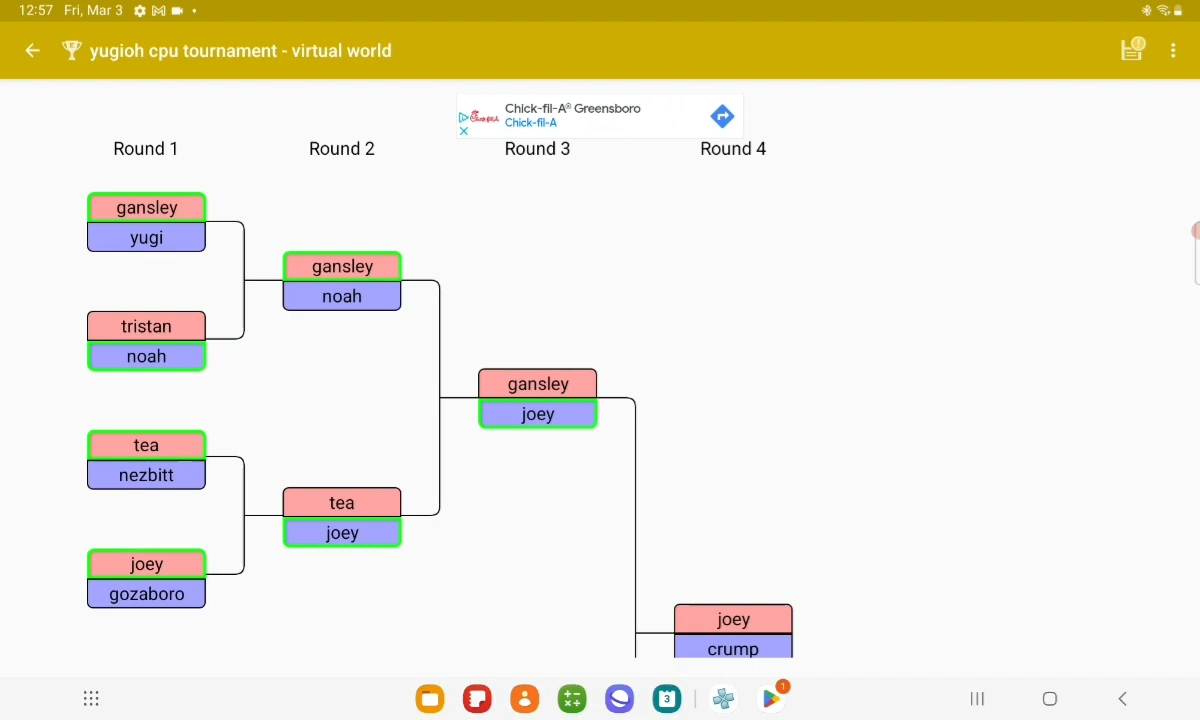 12:57 Fri, Mar 3
yugioh cpu tournament - virtual world
Chick-fil-A® Greensboro
Chick-fil-A
Round 1
Round 2
Round 3
Round 4
gansley
yugi
gansley
noah
tristan
noah
gansley
joey
tea
nezbitt
tea
joey
joey
gozaboro
joey
crump
3
1